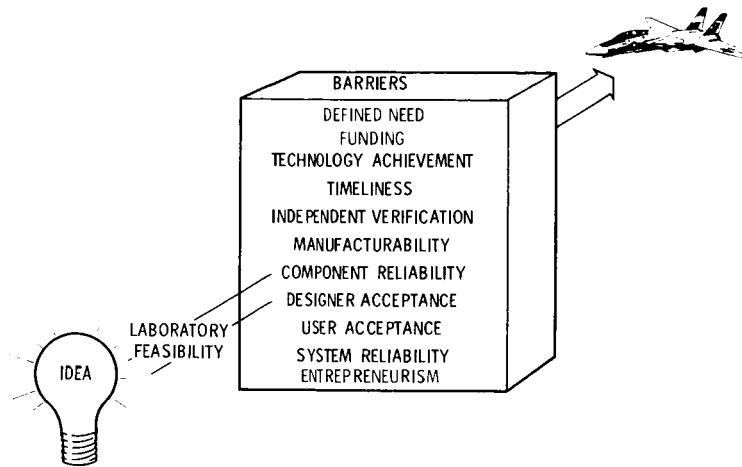 BARRIERS
DEFINED NEED
FUNDING
TECHNOLOGY ACHIEVEMENT
TIMELINESS
INDEPENDENT VERIFICATION
MANUFACTURABILITY
COMPONENT RELIABILITY
DESIGNER ACCEPTANCE
USER ACCEPTANCE
SYSTEM RELIABILITY
ENTREPRENEURISM
LABORATORY
FEASIBILITY
IDEA